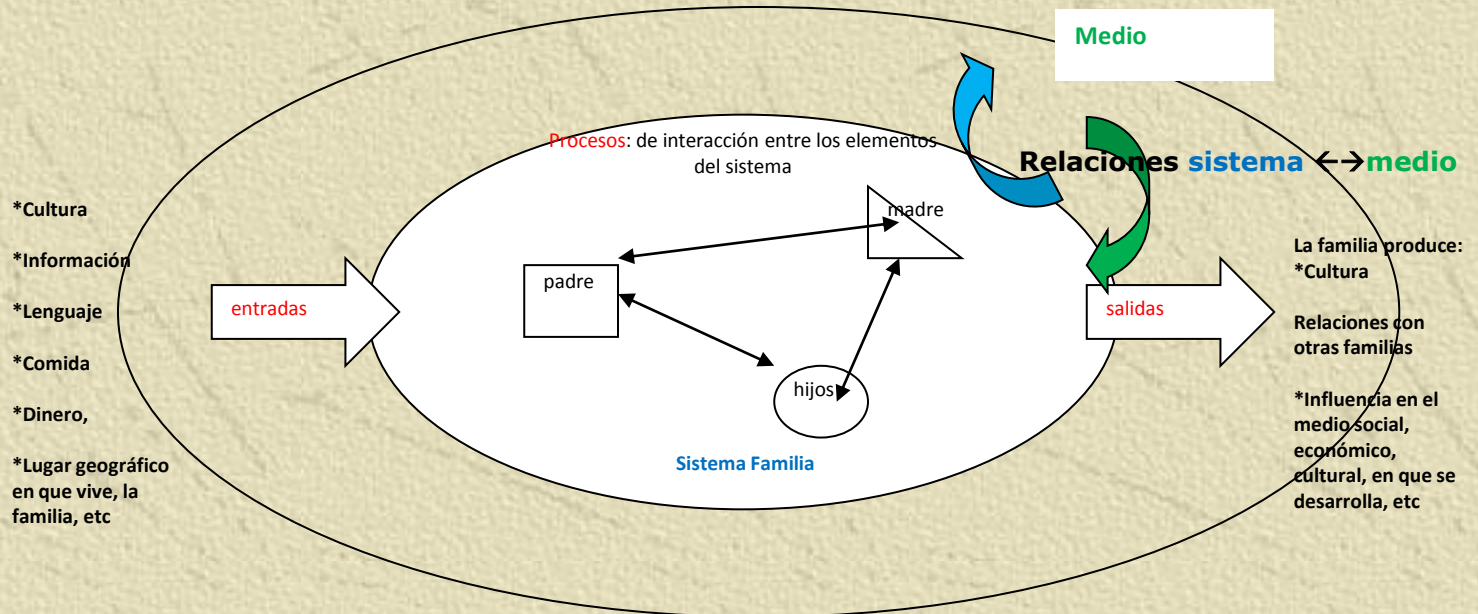 Medio
Procesos: de interacción entre los elementos
del sistema
Relaciones sistema ←→medio
*Cultura
*Información
*Lenguaje
*Comida
*Dinero,
*Lugar geográfico
en que vive, la
familia, etc
entradas
padre
madre
hijos
Sistema Familia
salidas
La familia produce:
*Cultura
Relaciones con
otras familias
*Influencia en el
medio social,
económico,
cultural, en que se
desarrolla, etc